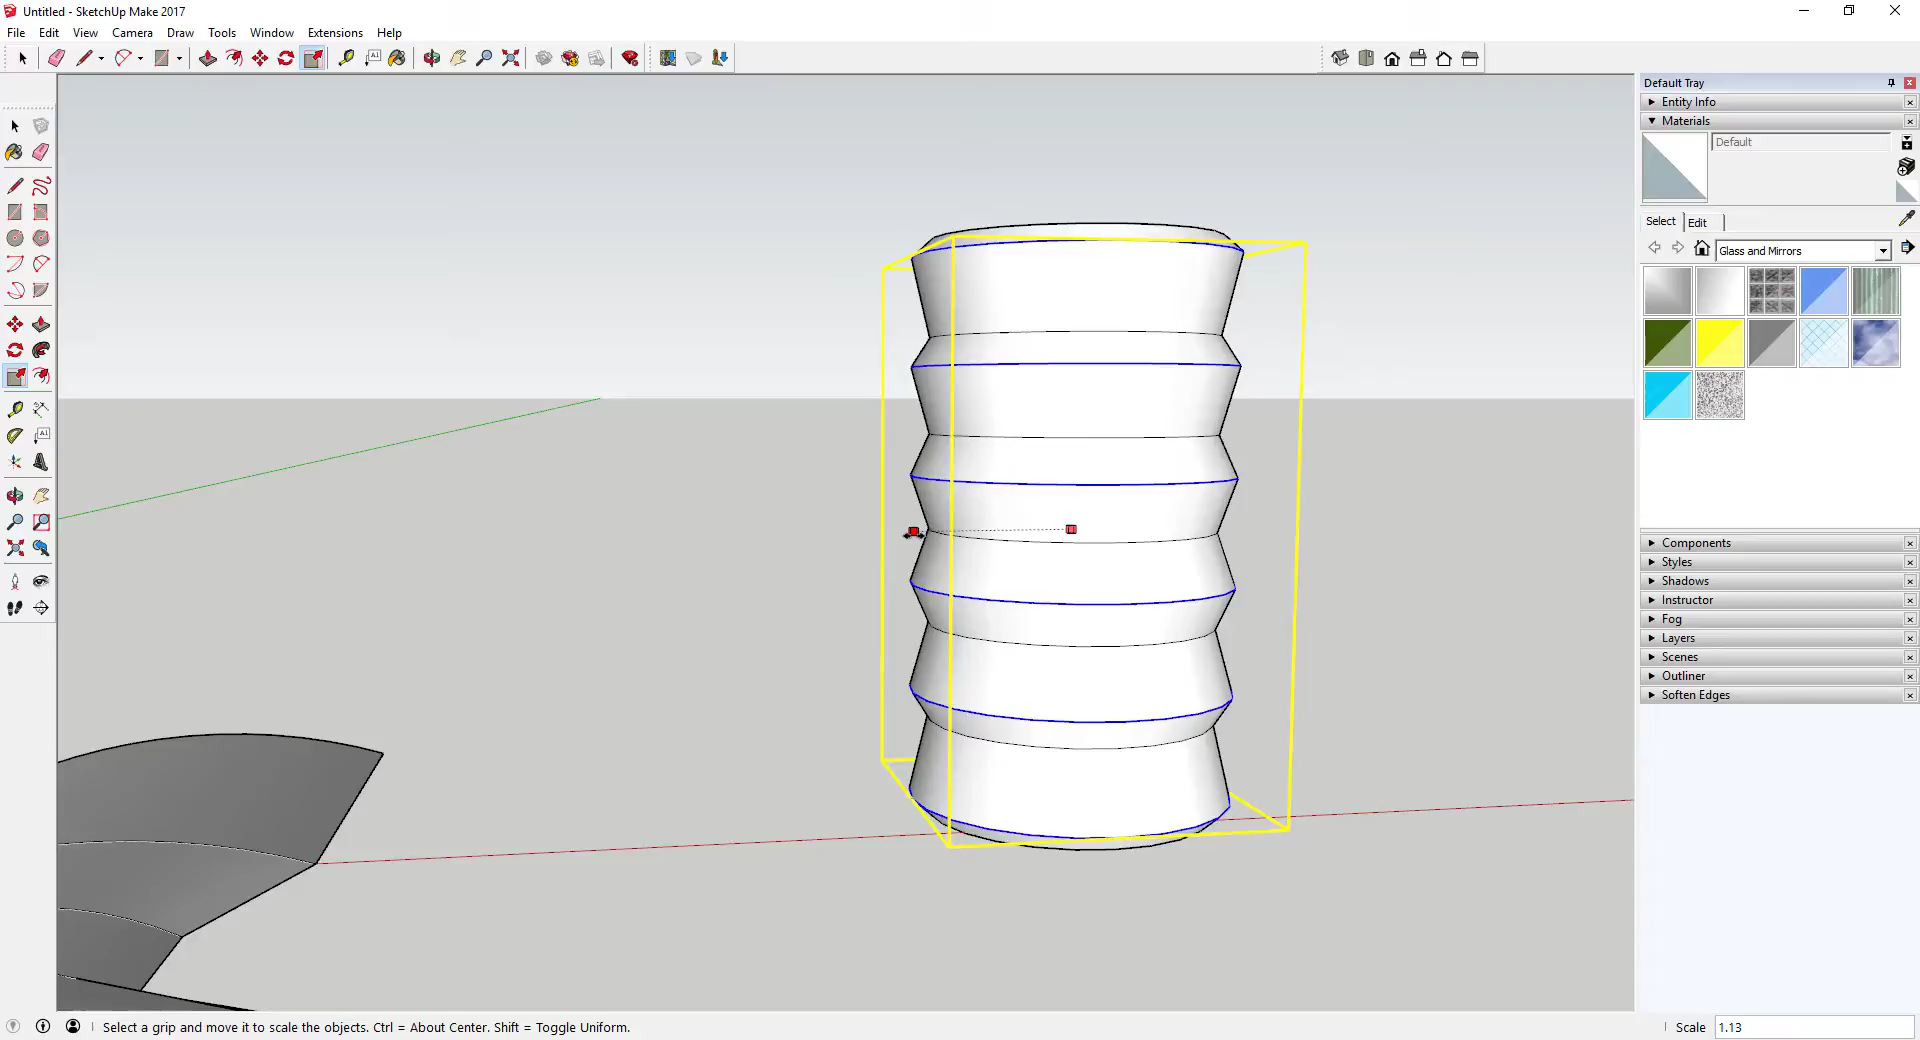 Untitled - SketchUp Make 2017
File Edit View Camera Draw Tools Window Extensions Help
Default Tray
Entity Info
Materials
Default
Select Edit
Glass and Mirrors
Components
Styles
Shadows
Instructor
Fog
Layers
Scenes
Outliner
Soften Edges
Select a grip and move it to scale the objects. Ctrl = About Center. Shift = Toggle Uniform.
Scale 1.13